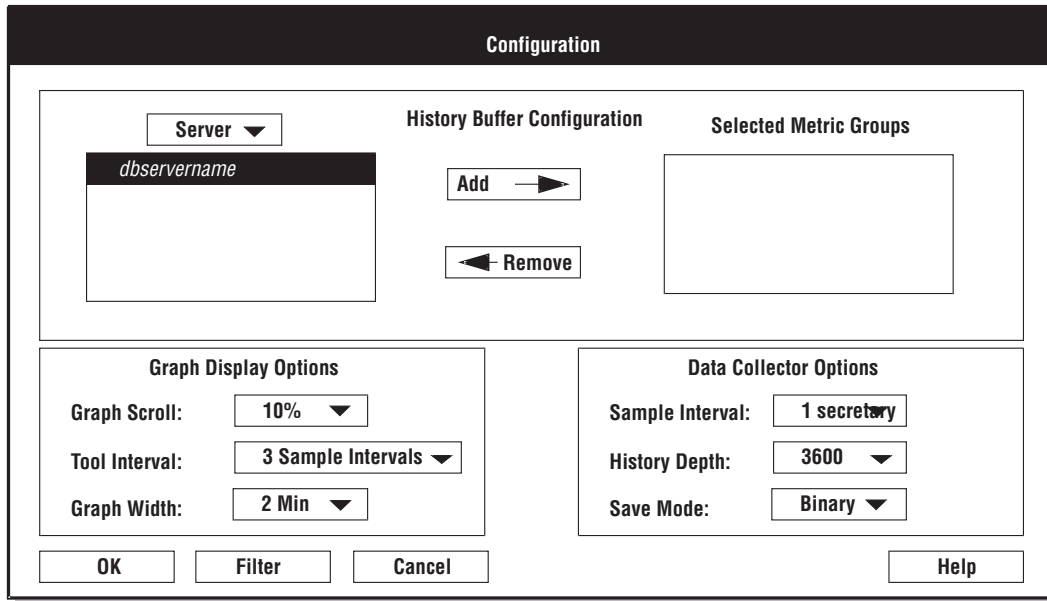 Configuration
Server
History Buffer Configuration
Selected Metric Groups
dbservername
Add
Remove
Graph Display Options
Graph Scroll: 10%
Tool Interval: 3 Sample Intervals
Graph Width: 2 Min
Data Collector Options
Sample Interval: 1 secretary
History Depth: 3600
Save Mode: Binary
OK
Filter
Cancel
Help